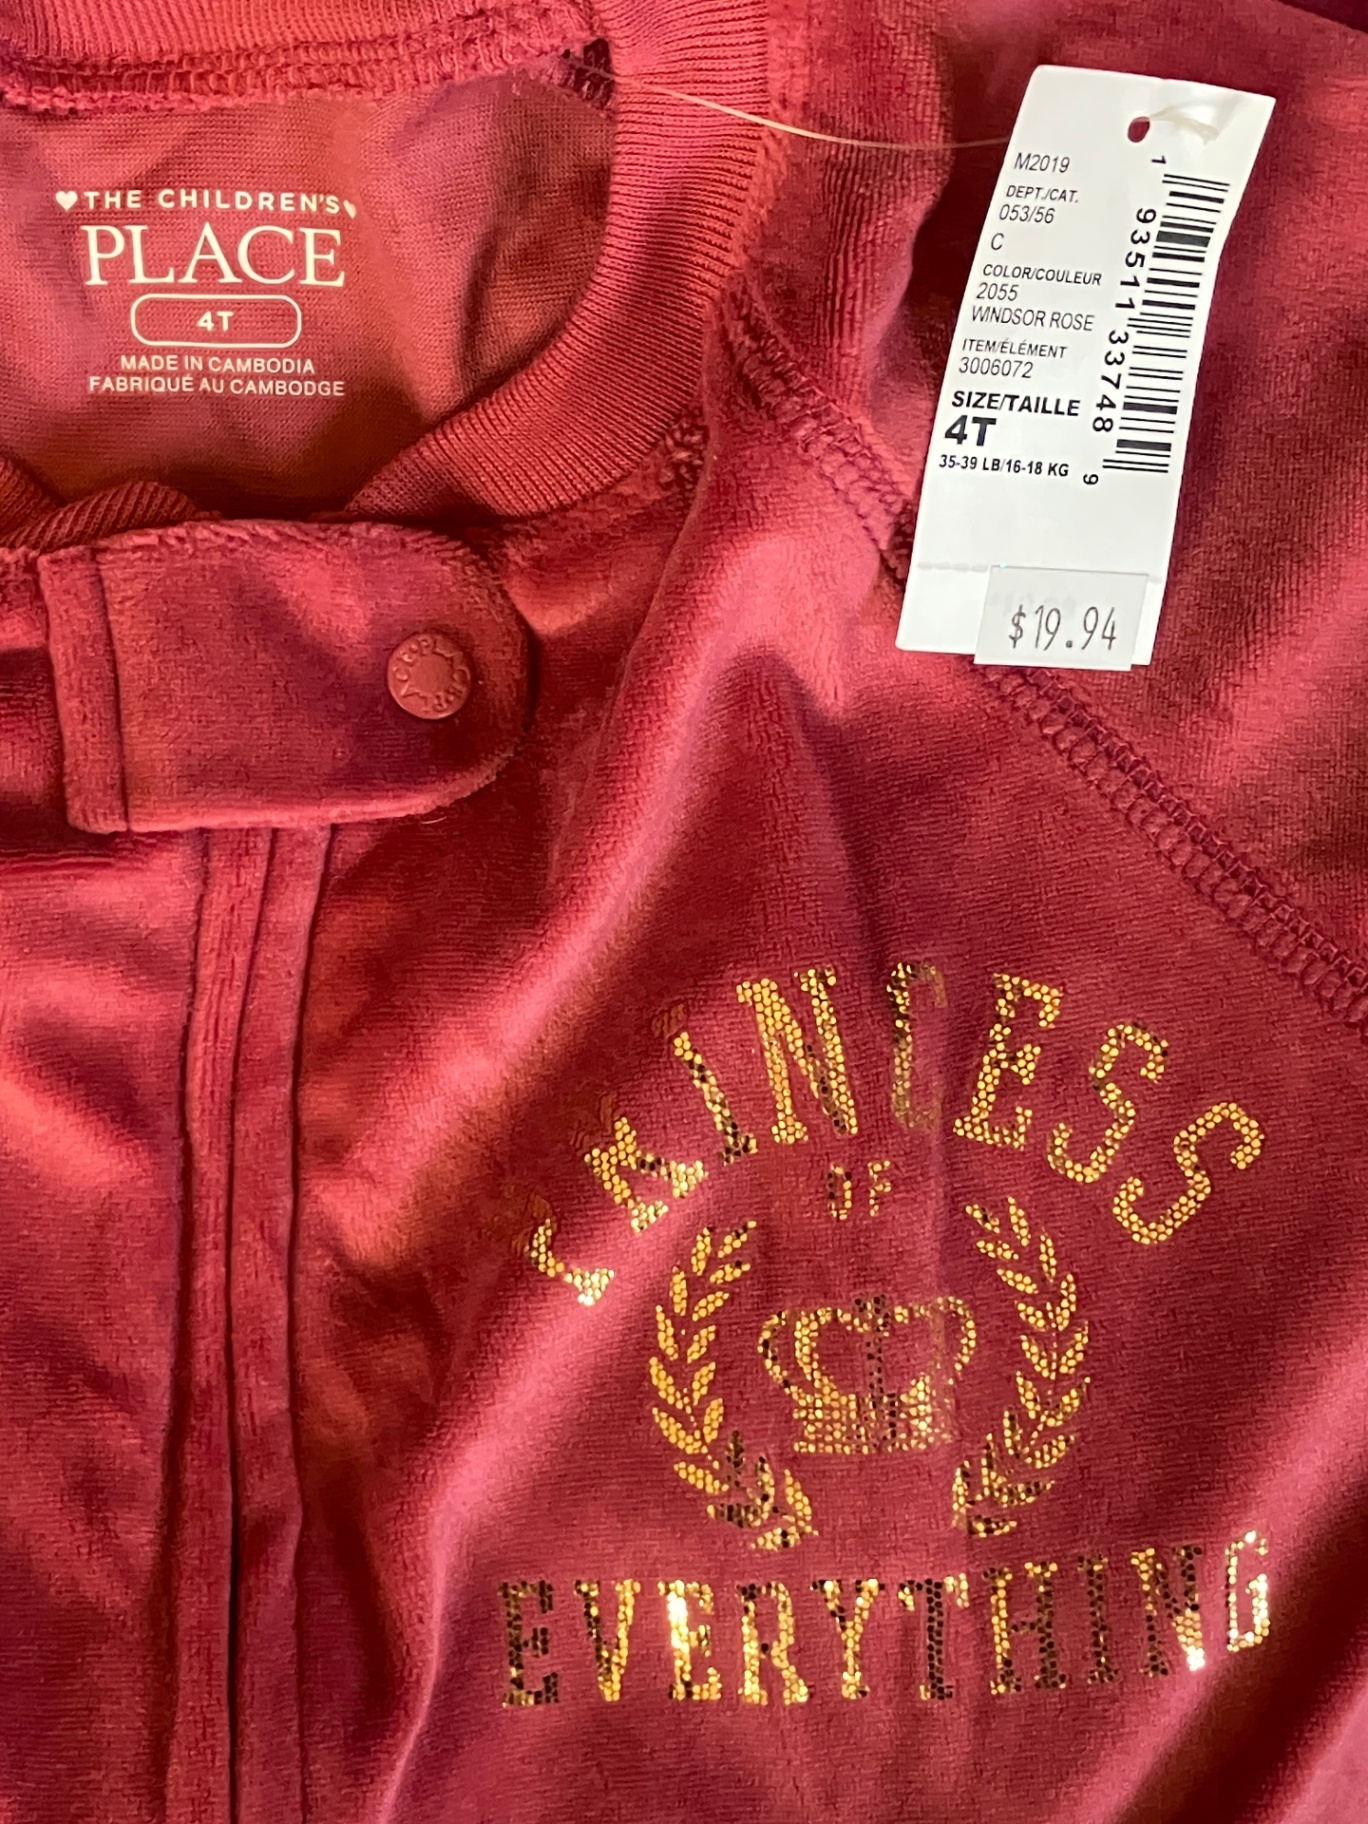 THE CHILDREN'S
PLACE
4T
MADE IN CAMBODIA
FABRIQUÉ AU CAMBODGE
M2019
DEPT./CAT.
053/56
C
COLOR/COULEUR
2055
WINDSOR ROSE
ITEM/ÉLÉMENT
3006072
SIZE/TAILLE
4T
35-39 LB/16-18 KG
1 93511 33748 9
$19.94
PLACE
PRINCESS
OF
EVERYTHING